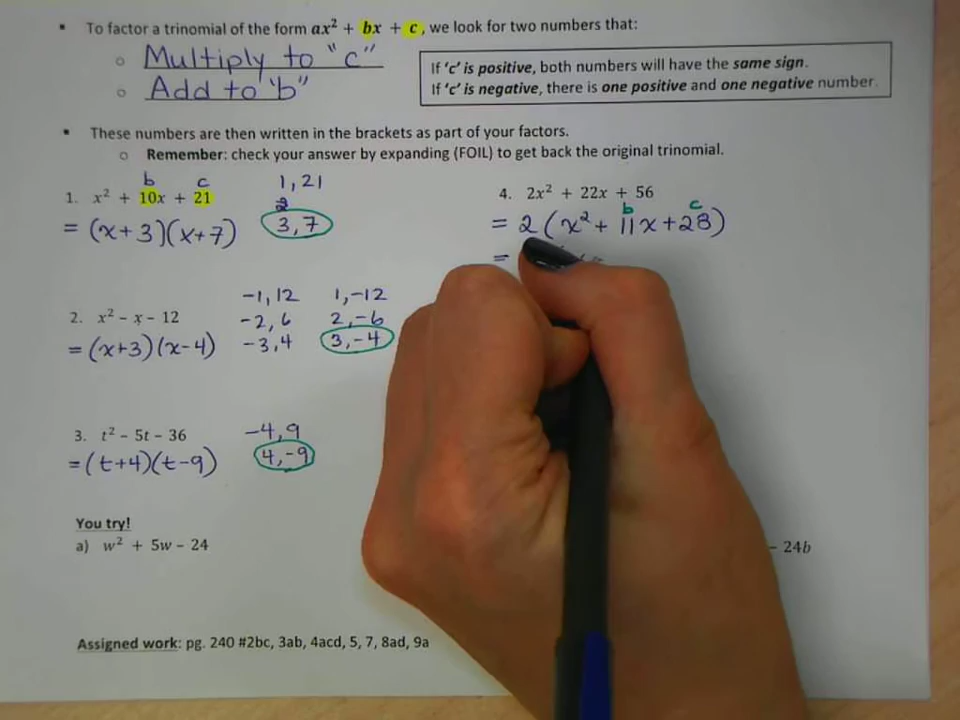 ▪ To factor a trinomial of the form ax² + bx + c, we look for two numbers that:
○ Multiply to "c"
○ Add to "b"
If 'c' is positive, both numbers will have the same sign.
If 'c' is negative, there is one positive and one negative number.
▪ These numbers are then written in the brackets as part of your factors.
○ Remember: check your answer by expanding (FOIL) to get back the original trinomial.
b c
1. x² + 10x + 21
= (x+3)(x+7)
1, 21
2
3, 7
2. x² – x – 12
= (x+3)(x-4)
-1, 12 1, -12
-2, 6 2, -6
-3, 4 3, -4
3. t² – 5t – 36
= (t+4)(t-9)
-4, 9
4, -9
You try!
a) w² + 5w – 24
4. 2x² + 22x + 56
b c
= 2(x² + 11x + 28)
=
– 24b
Assigned work: pg. 240 #2bc, 3ab, 4acd, 5, 7, 8ad, 9a